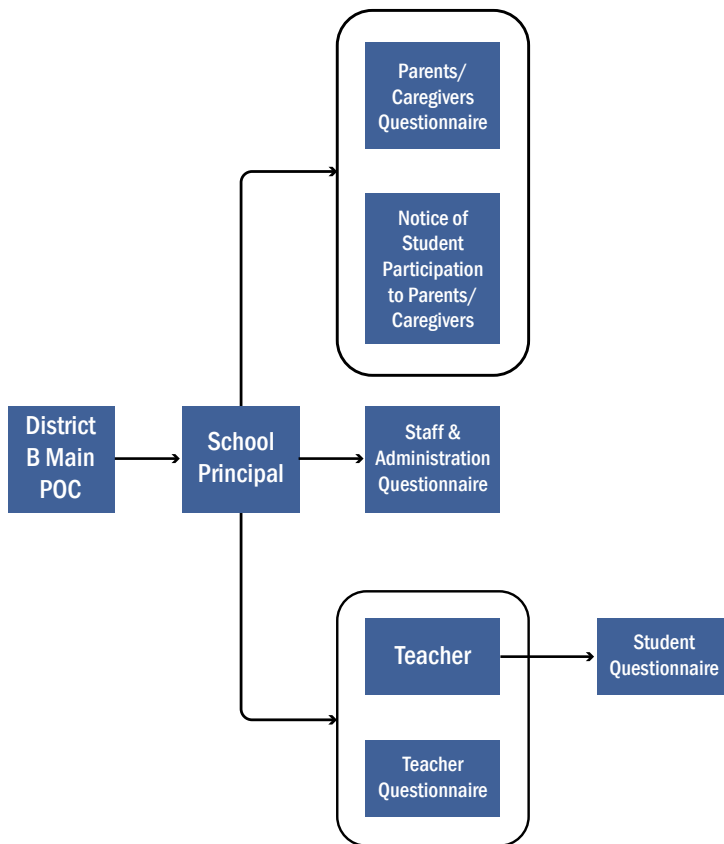 Parents/
Caregivers
Questionnaire
Notice of
Student
Participation
to Parents/
Caregivers
District
B Main
POC
School
Principal
Staff &
Administration
Questionnaire
Teacher
Student
Questionnaire
Teacher
Questionnaire